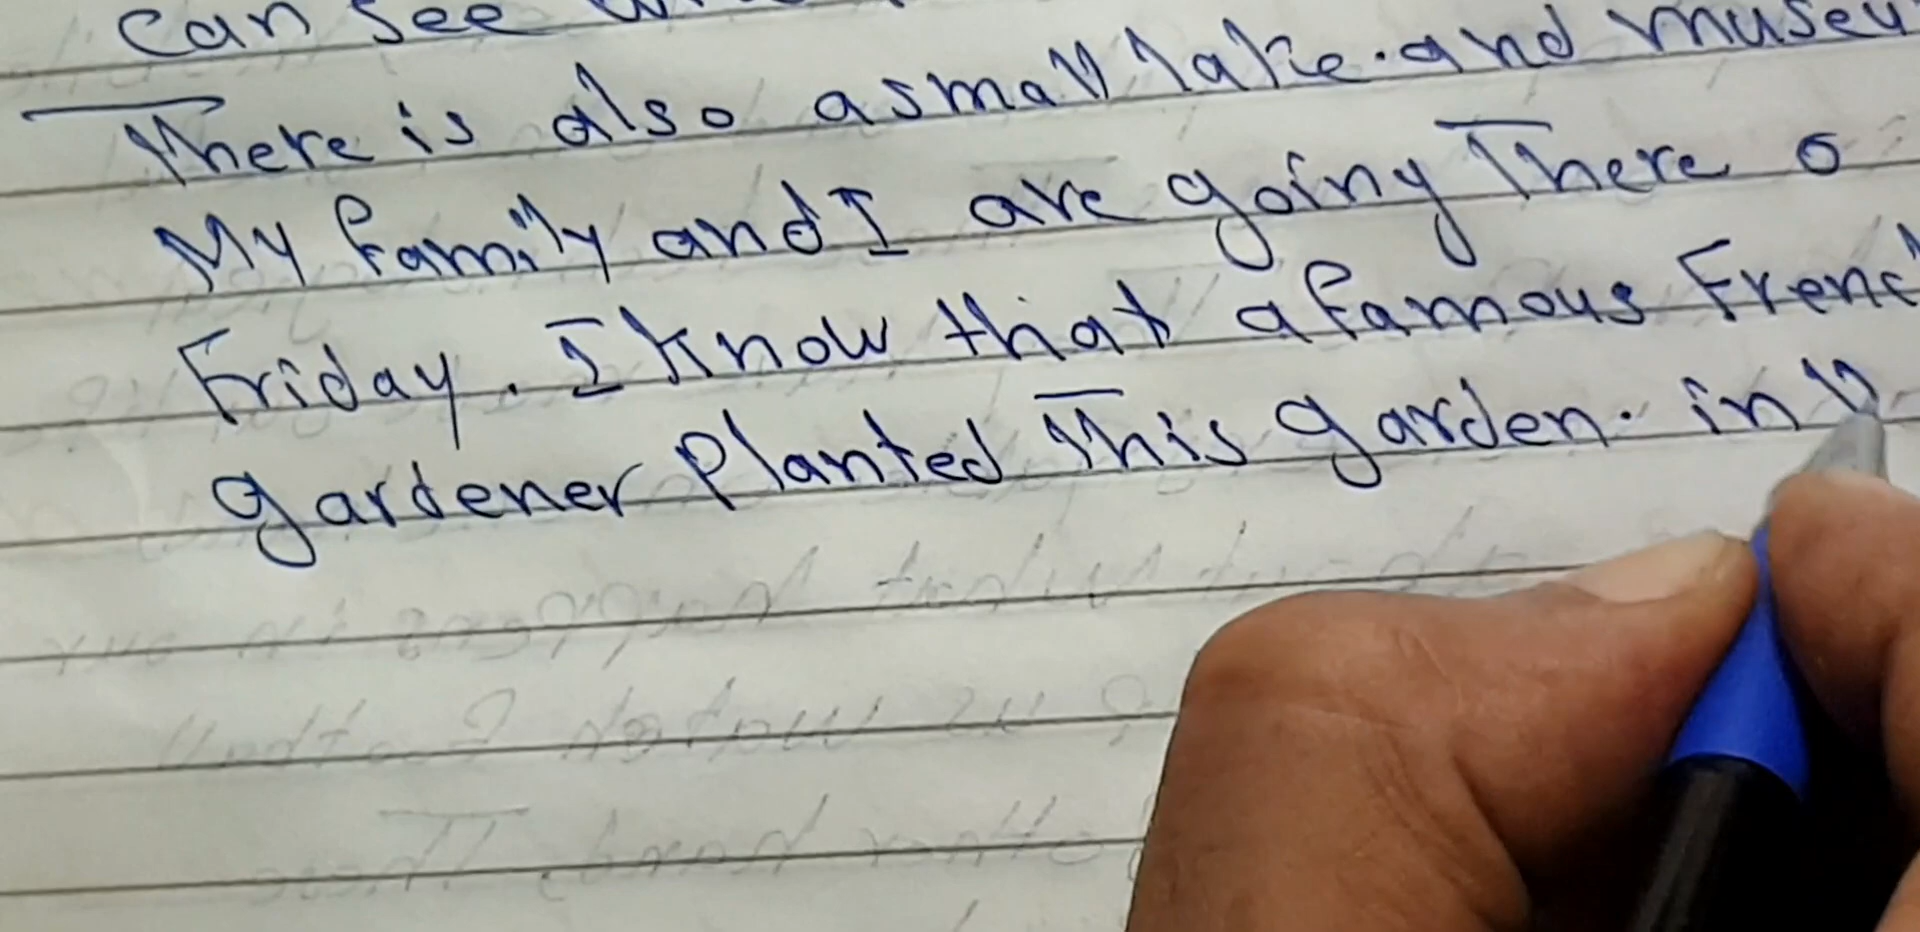 can see
There is also a small lake. and museu
My family and I are going There o
Friday. I know that a famous Frenc
gardener Planted This garden. in